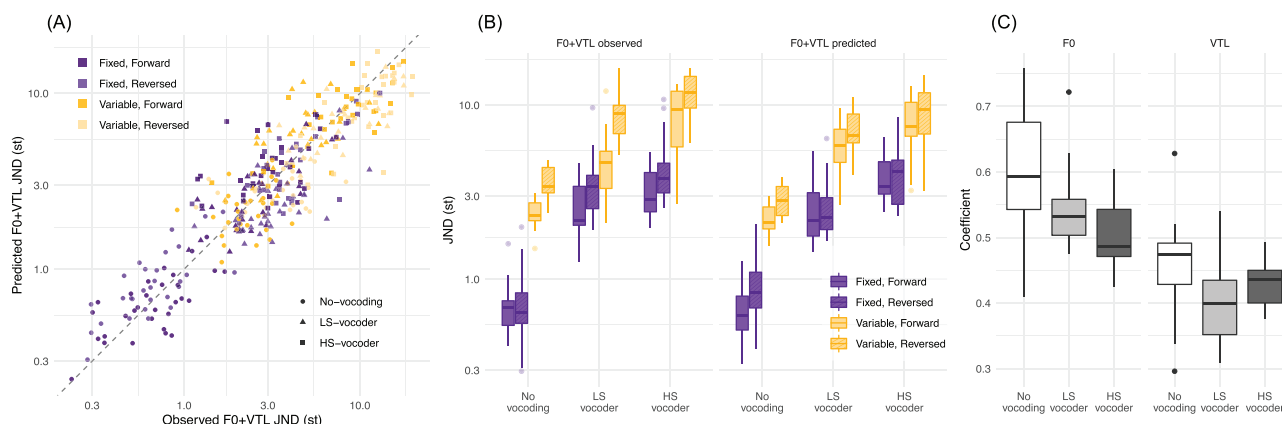 (A)
Predicted F0+VTL JND (st)
10.0
3.0
1.0
0.3
Fixed, Forward
Fixed, Reversed
Variable, Forward
Variable, Reversed
No-vocoding
LS-vocoder
HS-vocoder
0.3 1.0 3.0 10.0
Observed F0+VTL JND (st)
(B)
F0+VTL observed F0+VTL predicted
JND (st)
10.0
3.0
1.0
0.3
Fixed, Forward
Fixed, Reversed
Variable, Forward
Variable, Reversed
No LS HS No LS HS
vocoding vocoder vocoder vocoding vocoder vocoder
(C)
F0 VTL
Coefficient
0.7
0.6
0.5
0.4
0.3
No LS HS No LS HS
vocoding vocoder vocoder vocoding vocoder vocoder